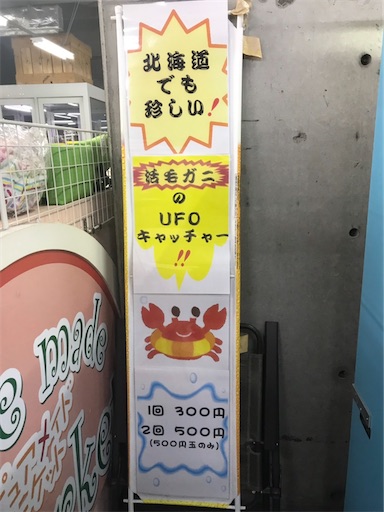 北海道
でも
珍しい!
活毛ガニ
の
UFO
キャッチャー
!!
1回 300円
2回 500円
(500円玉のみ)
e made